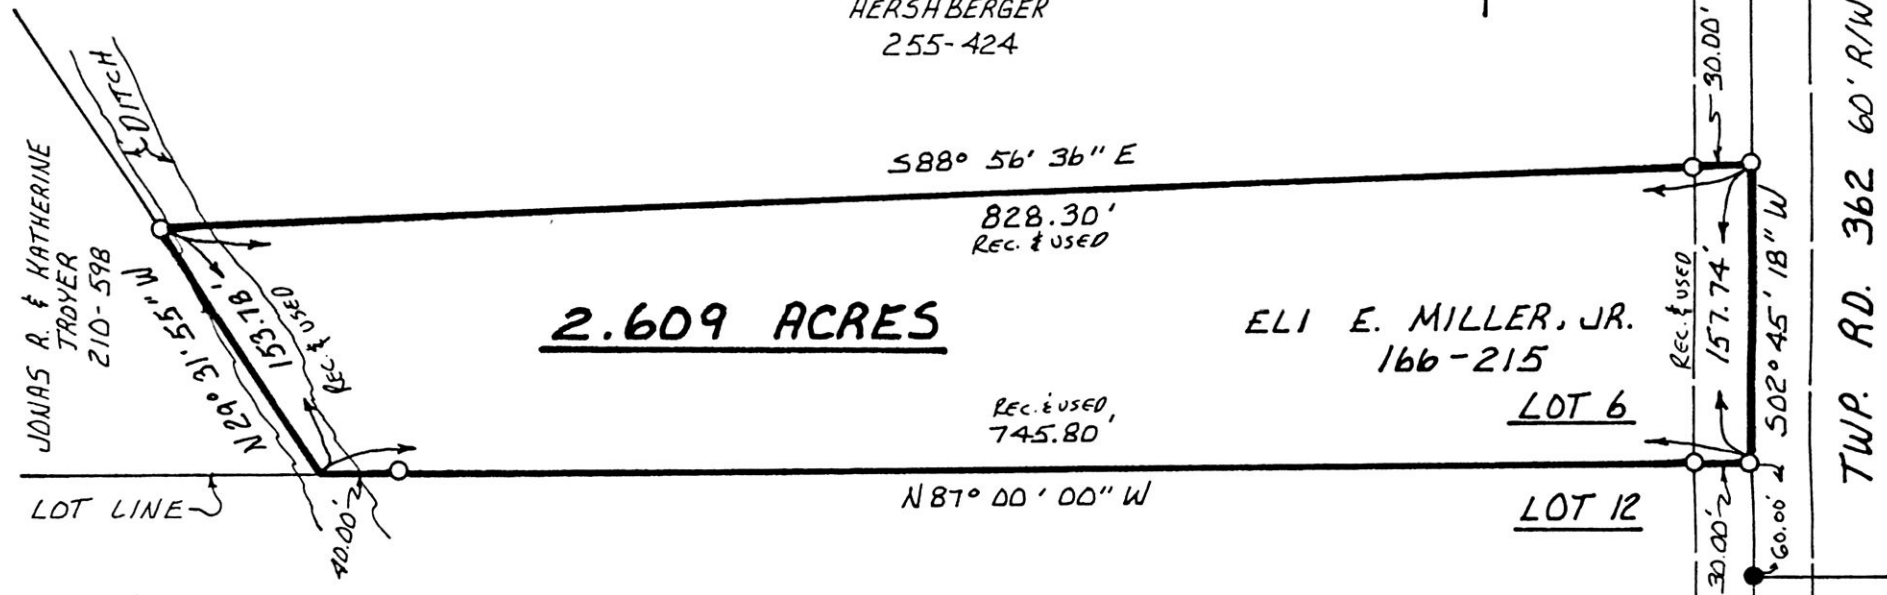 HERSHBERGER
255-424
DITCH
30.00'
TWP. RD. 362 60' R/W
JONAS R. & KATHERINE
TROYER
210-598
S88° 56' 36" E
828.30'
REC. & USED
N29° 31' 55" W
153.78'
REC. & USED
2.609 ACRES
ELI E. MILLER, JR.
166-215
REC. & USED
157.74'
S02° 45' 18" W
REC. & USED,
745.80'
LOT 6
N87° 00' 00" W
LOT LINE
40.00'
LOT 12
30.00'
60.00'